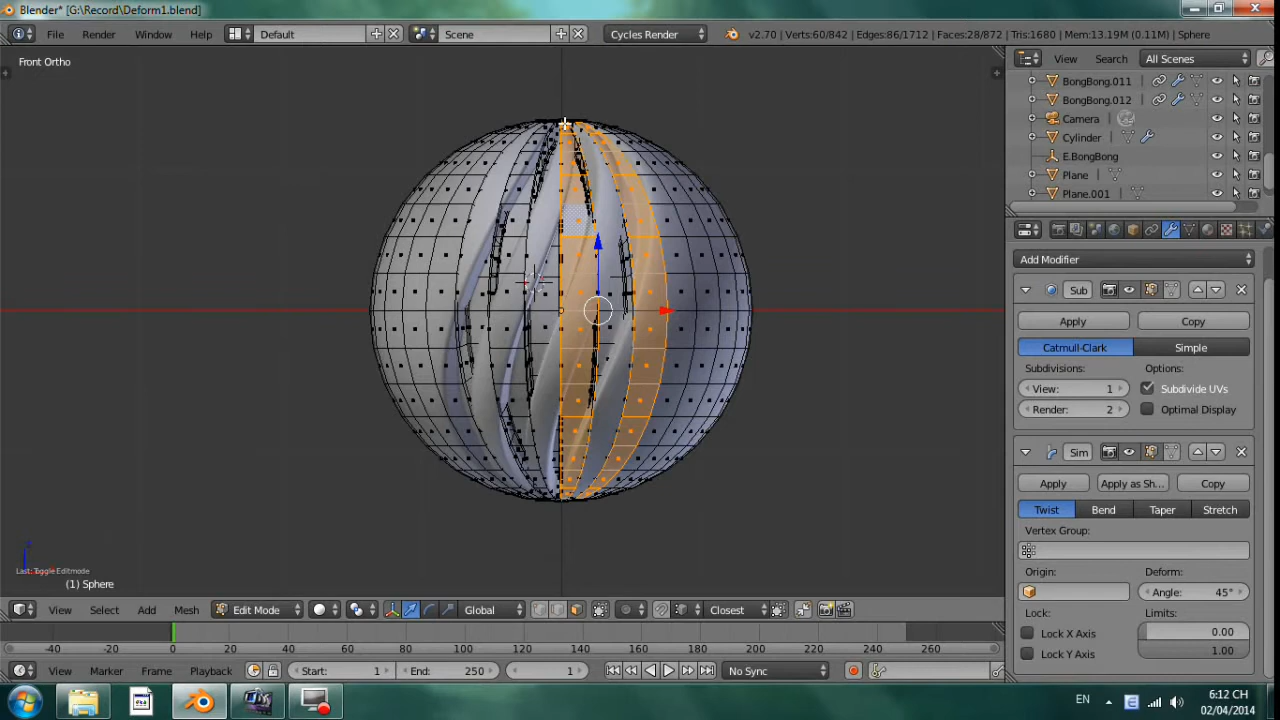 Blender* [G:\Record\Deform1.blend]
File Render Window Help Default Scene Cycles Render v2.70 | Verts:60/842 | Edges:86/1712 | Faces:28/872 | Tris:1680 | Mem:13.19M (0.11M) | Sphere
Front Ortho
View Search All Scenes
BongBong.011
BongBong.012
Camera
Cylinder
E.BongBong
Plane
Plane.001
Add Modifier
Sub
Apply Copy
Catmull-Clark Simple
Subdivisions: Options:
View: 1 Subdivide UVs
Render: 2 Optimal Display
Sim
Apply Apply as Sh... Copy
Twist Bend Taper Stretch
Vertex Group:
Origin: Deform:
Angle: 45°
Lock: Limits:
Lock X Axis 0.00
Lock Y Axis 1.00
Last: Toggle Editmode
(1) Sphere
View Select Add Mesh Edit Mode Global Closest
-40 -20 0 20 40 60 80 100 120 140 160 180 200 220 240 260
View Marker Frame Playback Start: 1 End: 250 1 No Sync
EN 6:12 CH
02/04/2014